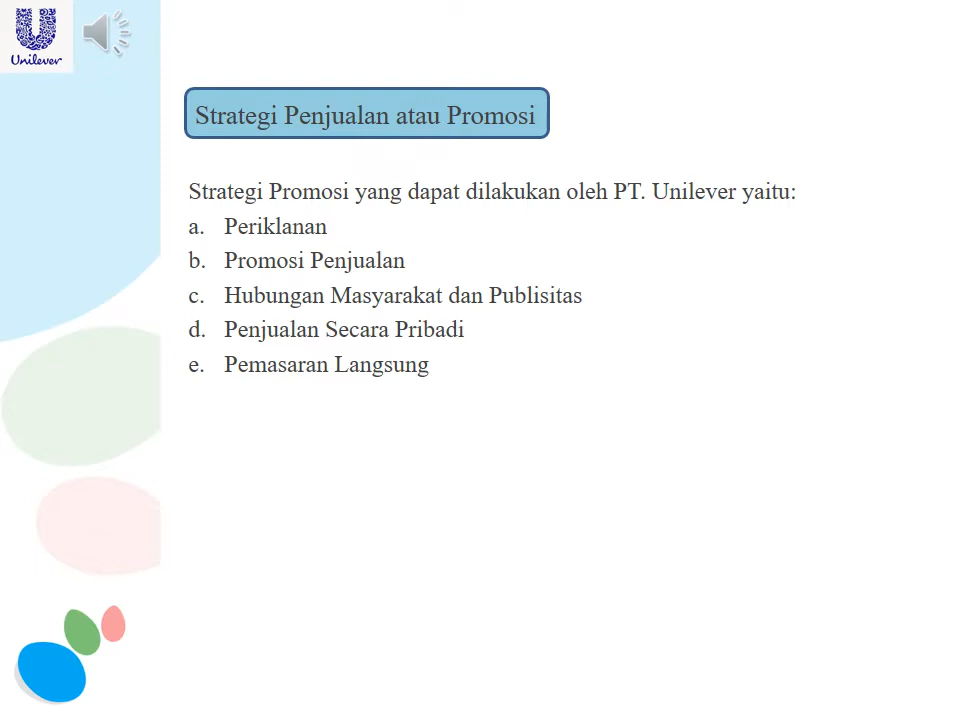 Unilever
Strategi Penjualan atau Promosi
Strategi Promosi yang dapat dilakukan oleh PT. Unilever yaitu:
a. Periklanan
b. Promosi Penjualan
c. Hubungan Masyarakat dan Publisitas
d. Penjualan Secara Pribadi
e. Pemasaran Langsung